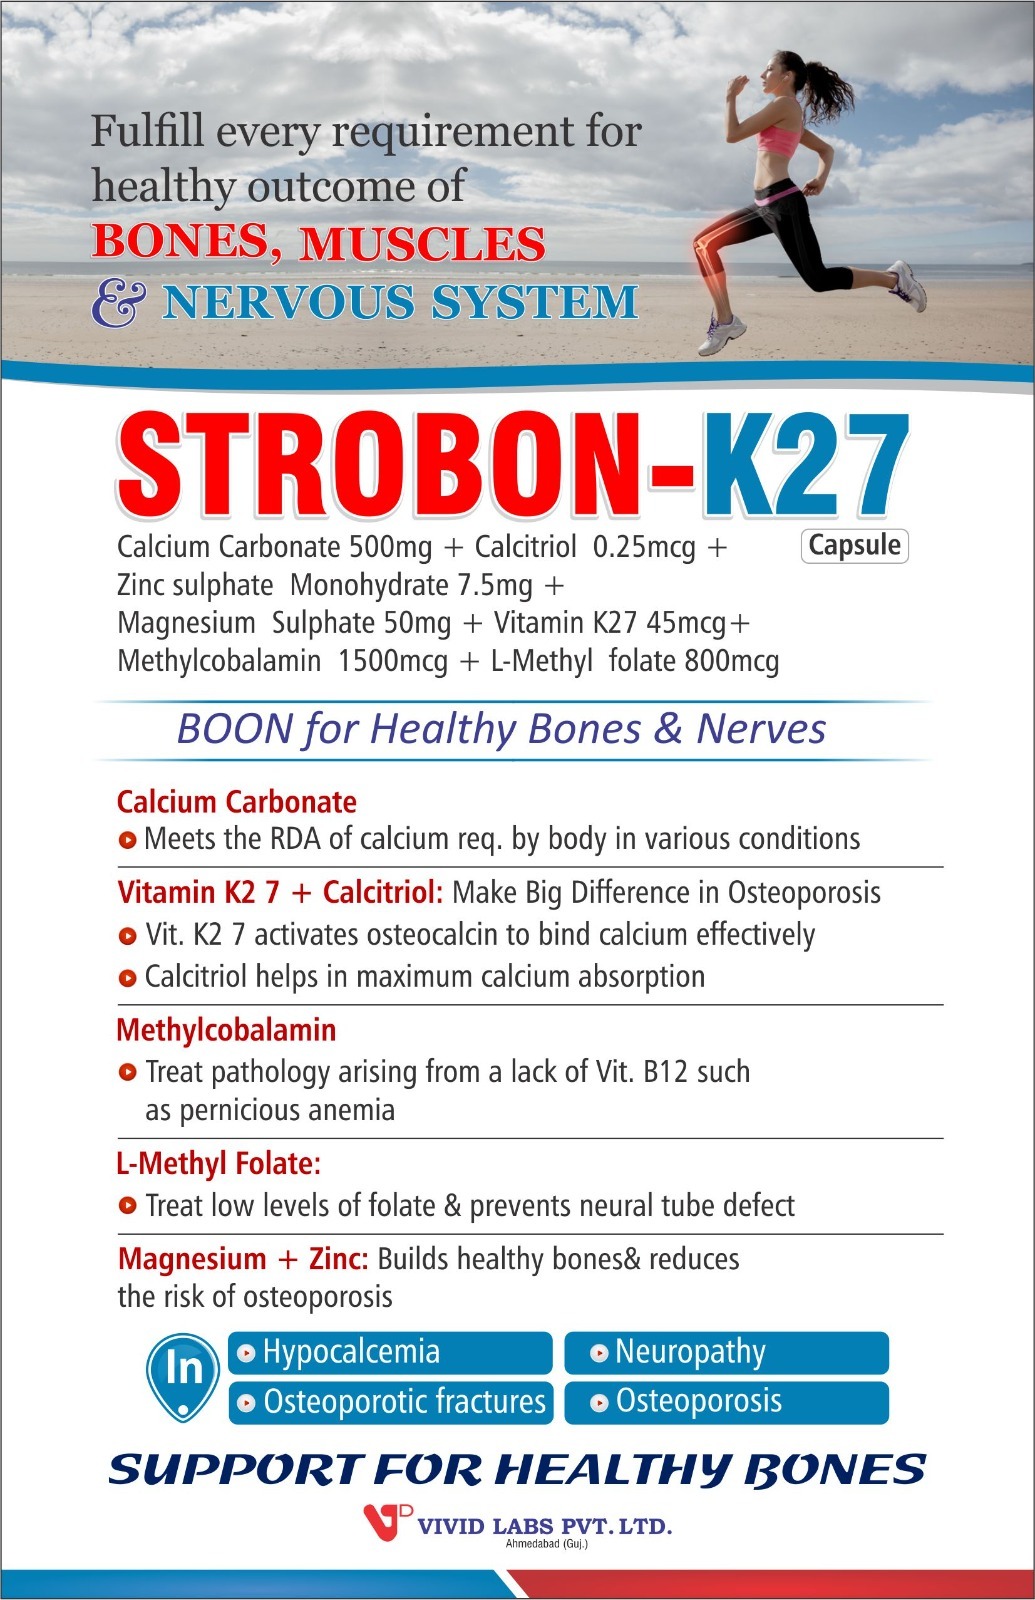 Fulfill every requirement for
healthy outcome of
BONES, MUSCLES
& NERVOUS SYSTEM
STROBON-K27
Calcium Carbonate 500mg + Calcitriol 0.25mcg +
Capsule
Zinc sulphate Monohydrate 7.5mg +
Magnesium Sulphate 50mg + Vitamin K27 45mcg+
Methylcobalamin 1500mcg + L-Methyl folate 800mcg
BOON for Healthy Bones & Nerves
Calcium Carbonate
Meets the RDA of calcium req. by body in various conditions
Vitamin K2 7 + Calcitriol: Make Big Difference in Osteoporosis
Vit. K2 7 activates osteocalcin to bind calcium effectively
Calcitriol helps in maximum calcium absorption
Methylcobalamin
Treat pathology arising from a lack of Vit. B12 such
as pernicious anemia
L-Methyl Folate:
Treat low levels of folate & prevents neural tube defect
Magnesium + Zinc: Builds healthy bones& reduces
the risk of osteoporosis
In
Hypocalcemia
Neuropathy
Osteoporotic fractures
Osteoporosis
SUPPORT FOR HEALTHY BONES
VD VIVID LABS PVT. LTD.
Ahmedabad (Guj.)